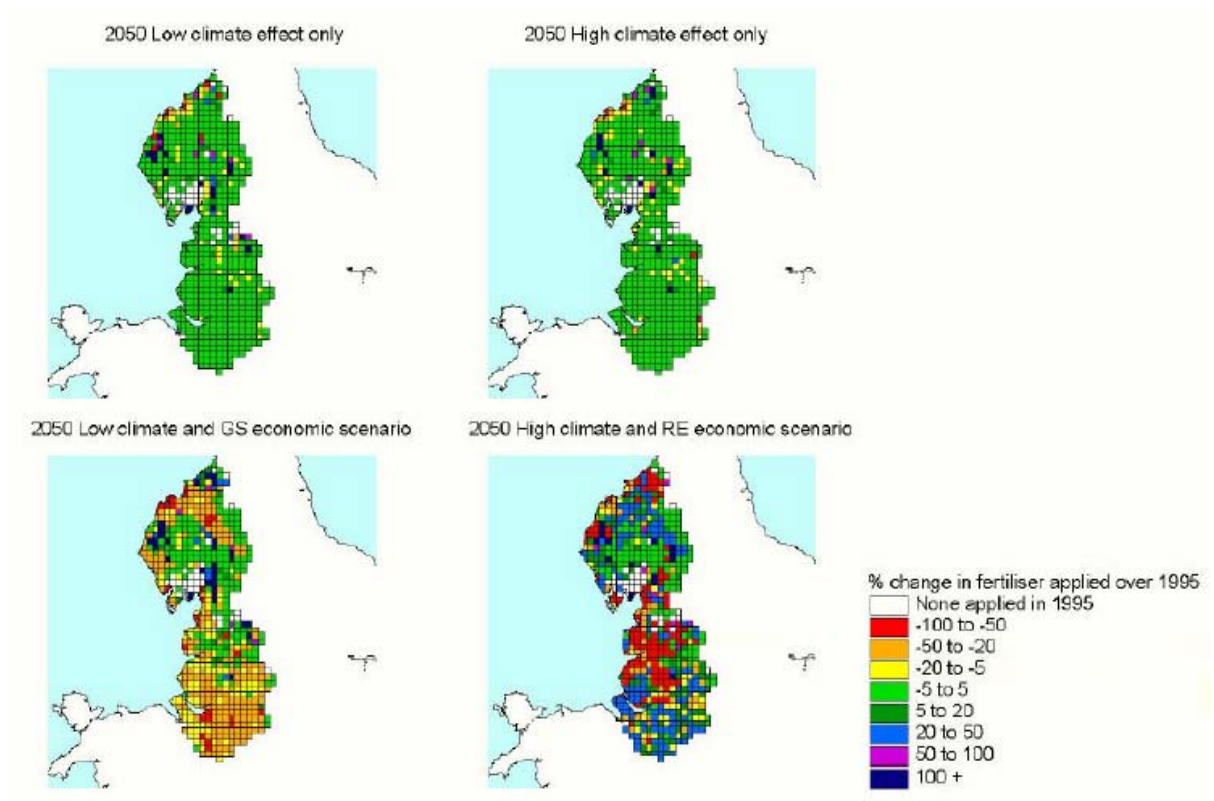 2050 Low climate effect only
2050 High climate effect only
2050 Low climate and GS economic scenario
2050 High climate and RE economic scenario
% change in fertiliser applied over 1995
None applied in 1995
-100 to -50
-50 to -20
-20 to -5
-5 to 5
5 to 20
20 to 50
50 to 100
100 +